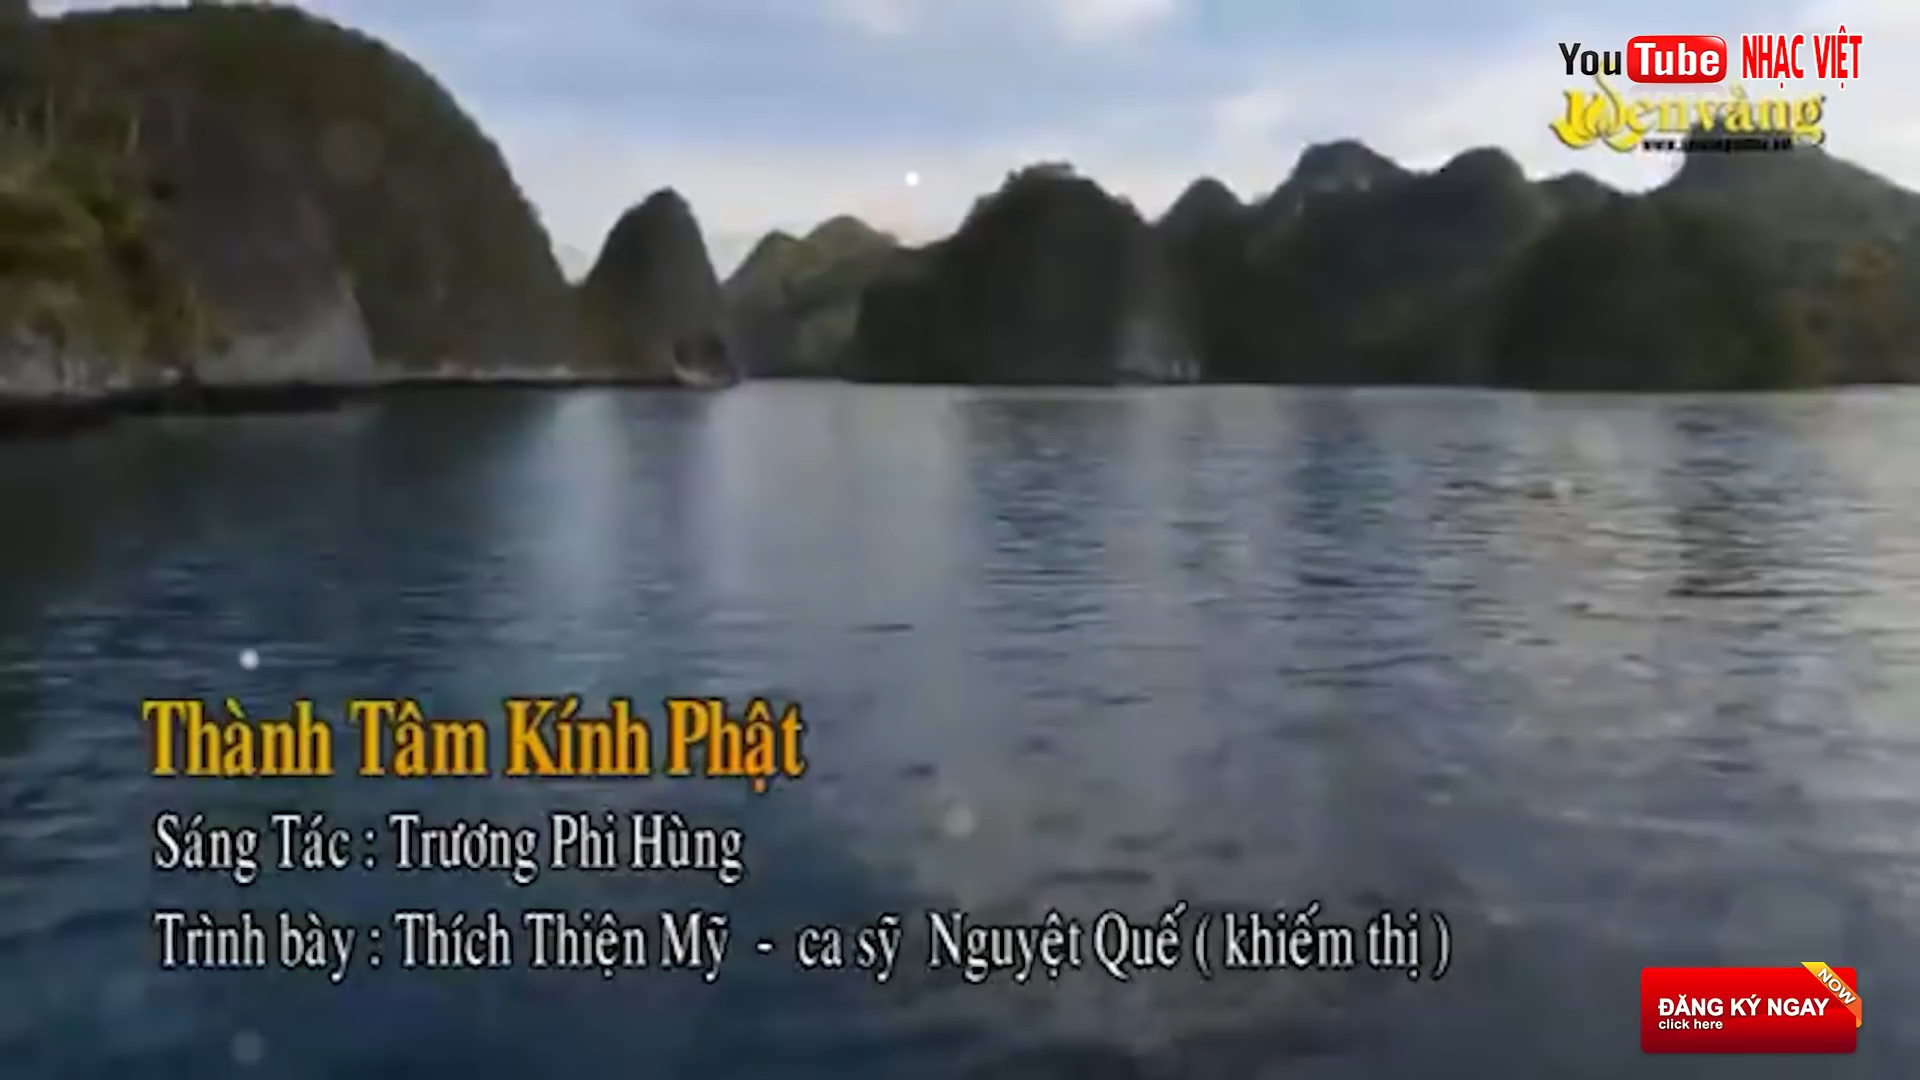 YouTube NHẠC VIỆT
envàng
Thành Tâm Kính Phật
Sáng Tác : Trương Phi Hùng
Trình bày : Thích Thiện Mỹ - ca sỹ Nguyệt Quế ( khiếm thị )
NOW
ĐĂNG KÝ NGAY
click here